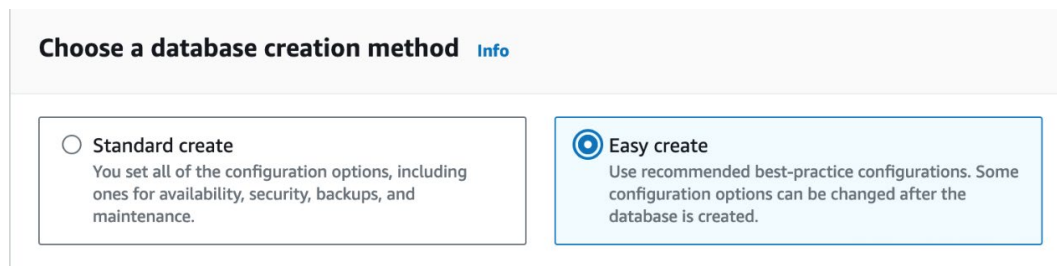 Choose a database creation method Info
Standard create
You set all of the configuration options, including
ones for availability, security, backups, and
maintenance.
Easy create
Use recommended best-practice configurations. Some
configuration options can be changed after the
database is created.